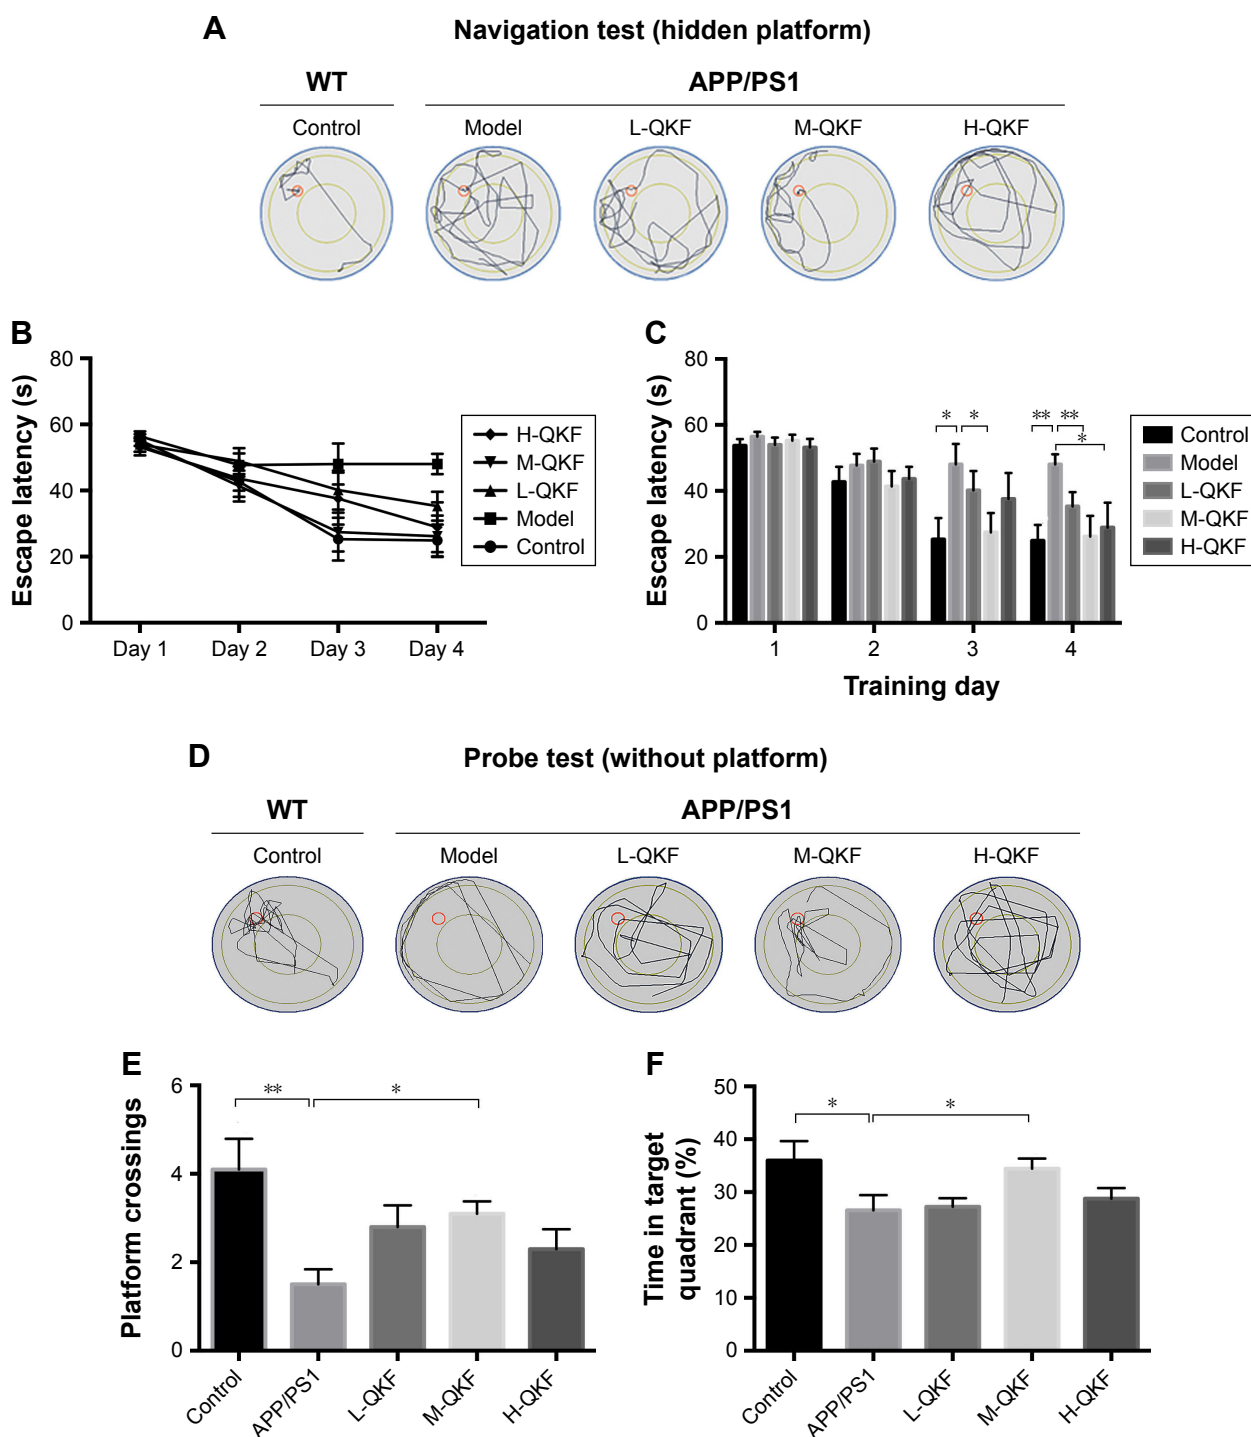 A
Navigation test (hidden platform)
WT
APP/PS1
Control
Model
L-QKF
M-QKF
H-QKF
B
Escape latency (s)
80
60
40
20
0
Day 1
Day 2
Day 3
Day 4
H-QKF
M-QKF
L-QKF
Model
Control
C
Escape latency (s)
80
60
40
20
0
* * ** ** *
1
2
3
4
Training day
Control
Model
L-QKF
M-QKF
H-QKF
D
Probe test (without platform)
WT
APP/PS1
Control
Model
L-QKF
M-QKF
H-QKF
E
Platform crossings
6
4
2
0
** *
Control
APP/PS1
L-QKF
M-QKF
H-QKF
F
Time in target
quadrant (%)
50
40
30
20
10
0
* *
Control
APP/PS1
L-QKF
M-QKF
H-QKF